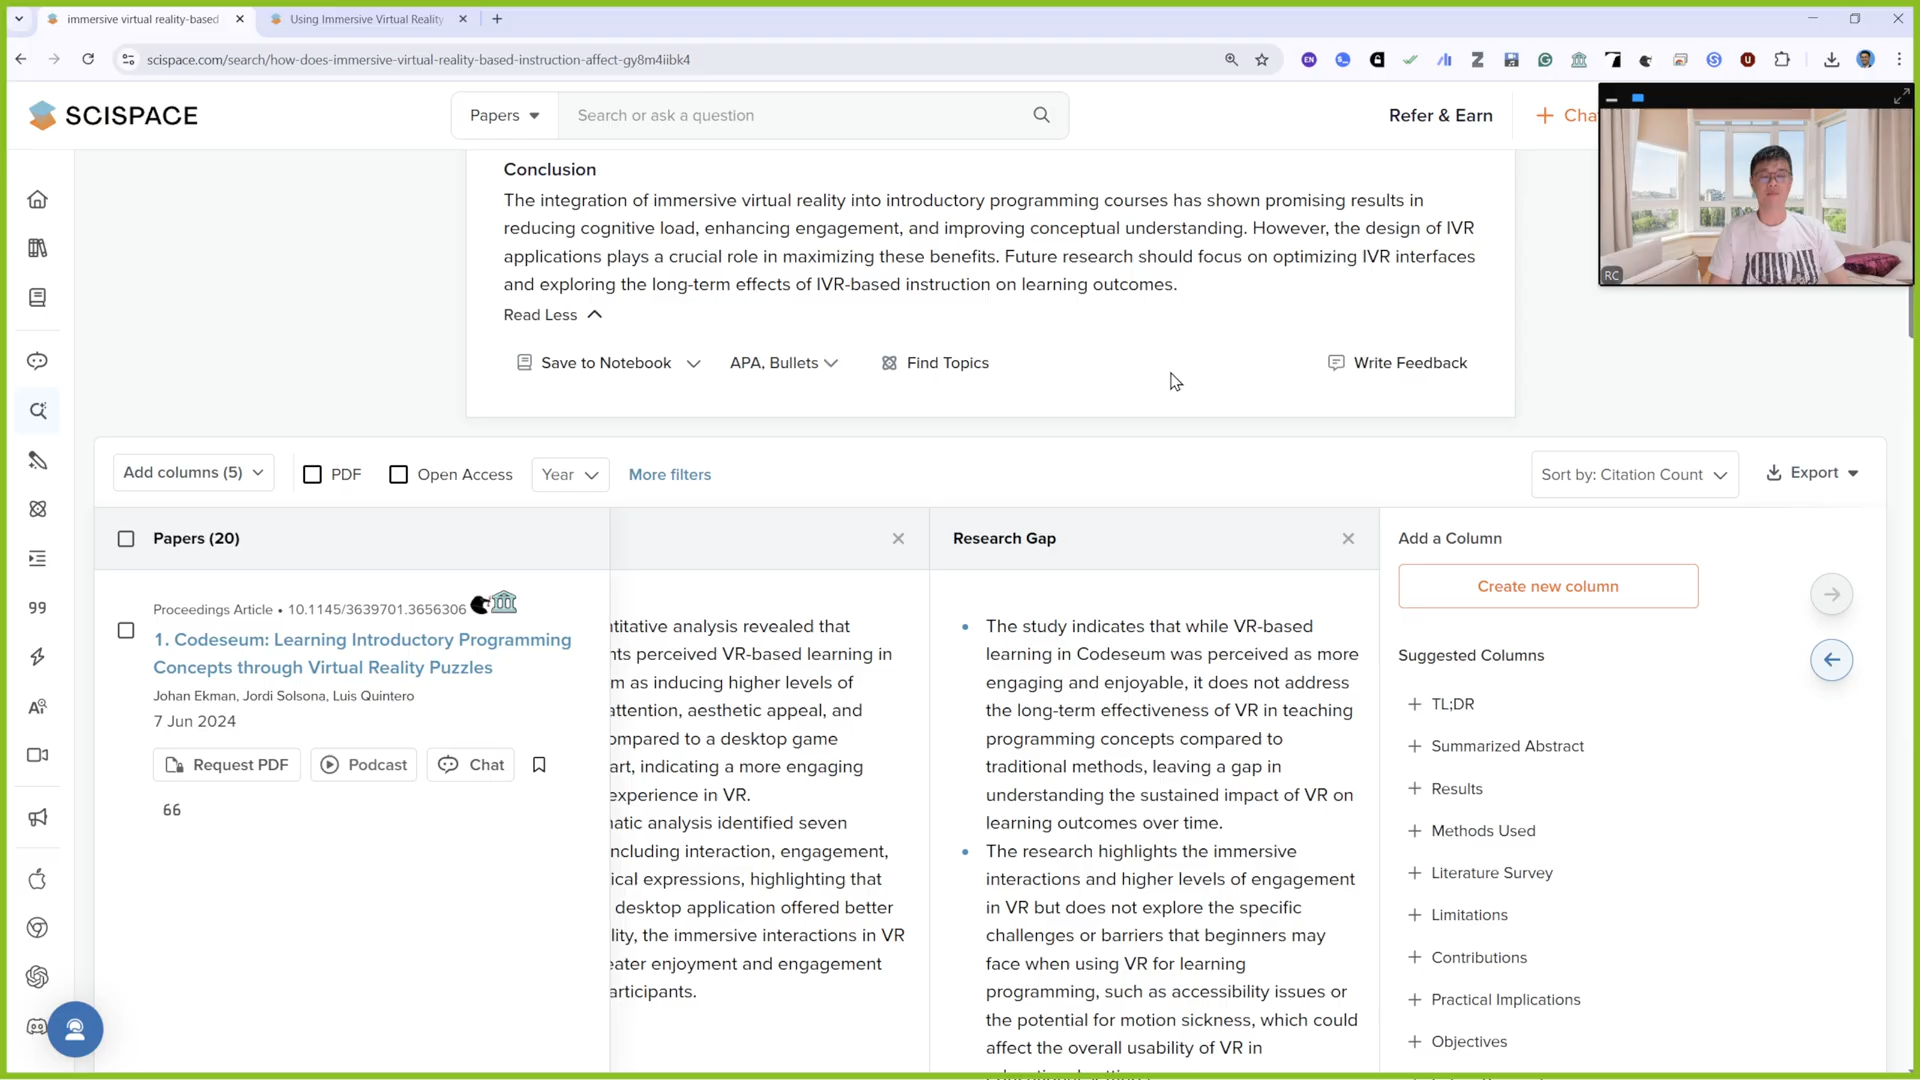 immersive virtual reality-based
Using Immersive Virtual Reality
scispace.com/search/how-does-immersive-virtual-reality-based-instruction-affect-gy8m4iibk4
SCISPACE
Papers
Search or ask a question
Refer & Earn
+ Cha
RC
Conclusion
The integration of immersive virtual reality into introductory programming courses has shown promising results in
reducing cognitive load, enhancing engagement, and improving conceptual understanding. However, the design of IVR
applications plays a crucial role in maximizing these benefits. Future research should focus on optimizing IVR interfaces
and exploring the long-term effects of IVR-based instruction on learning outcomes.
Read Less
Save to Notebook
APA, Bullets
Find Topics
Write Feedback
Add columns (5)
PDF
Open Access
Year
More filters
Sort by: Citation Count
Export
Papers (20)
Proceedings Article • 10.1145/3639701.3656306
1. Codeseum: Learning Introductory Programming
Concepts through Virtual Reality Puzzles
Johan Ekman, Jordi Solsona, Luis Quintero
7 Jun 2024
Request PDF
Podcast
Chat
ntitative analysis revealed that
nts perceived VR-based learning in
m as inducing higher levels of
attention, aesthetic appeal, and
ompared to a desktop game
art, indicating a more engaging
experience in VR.
natic analysis identified seven
ncluding interaction, engagement,
ical expressions, highlighting that
desktop application offered better
lity, the immersive interactions in VR
eater enjoyment and engagement
articipants.
Research Gap
• The study indicates that while VR-based
learning in Codeseum was perceived as more
engaging and enjoyable, it does not address
the long-term effectiveness of VR in teaching
programming concepts compared to
traditional methods, leaving a gap in
understanding the sustained impact of VR on
learning outcomes over time.
• The research highlights the immersive
interactions and higher levels of engagement
in VR but does not explore the specific
challenges or barriers that beginners may
face when using VR for learning
programming, such as accessibility issues or
the potential for motion sickness, which could
affect the overall usability of VR in
Add a Column
Create new column
Suggested Columns
+ TL;DR
+ Summarized Abstract
+ Results
+ Methods Used
+ Literature Survey
+ Limitations
+ Contributions
+ Practical Implications
+ Objectives